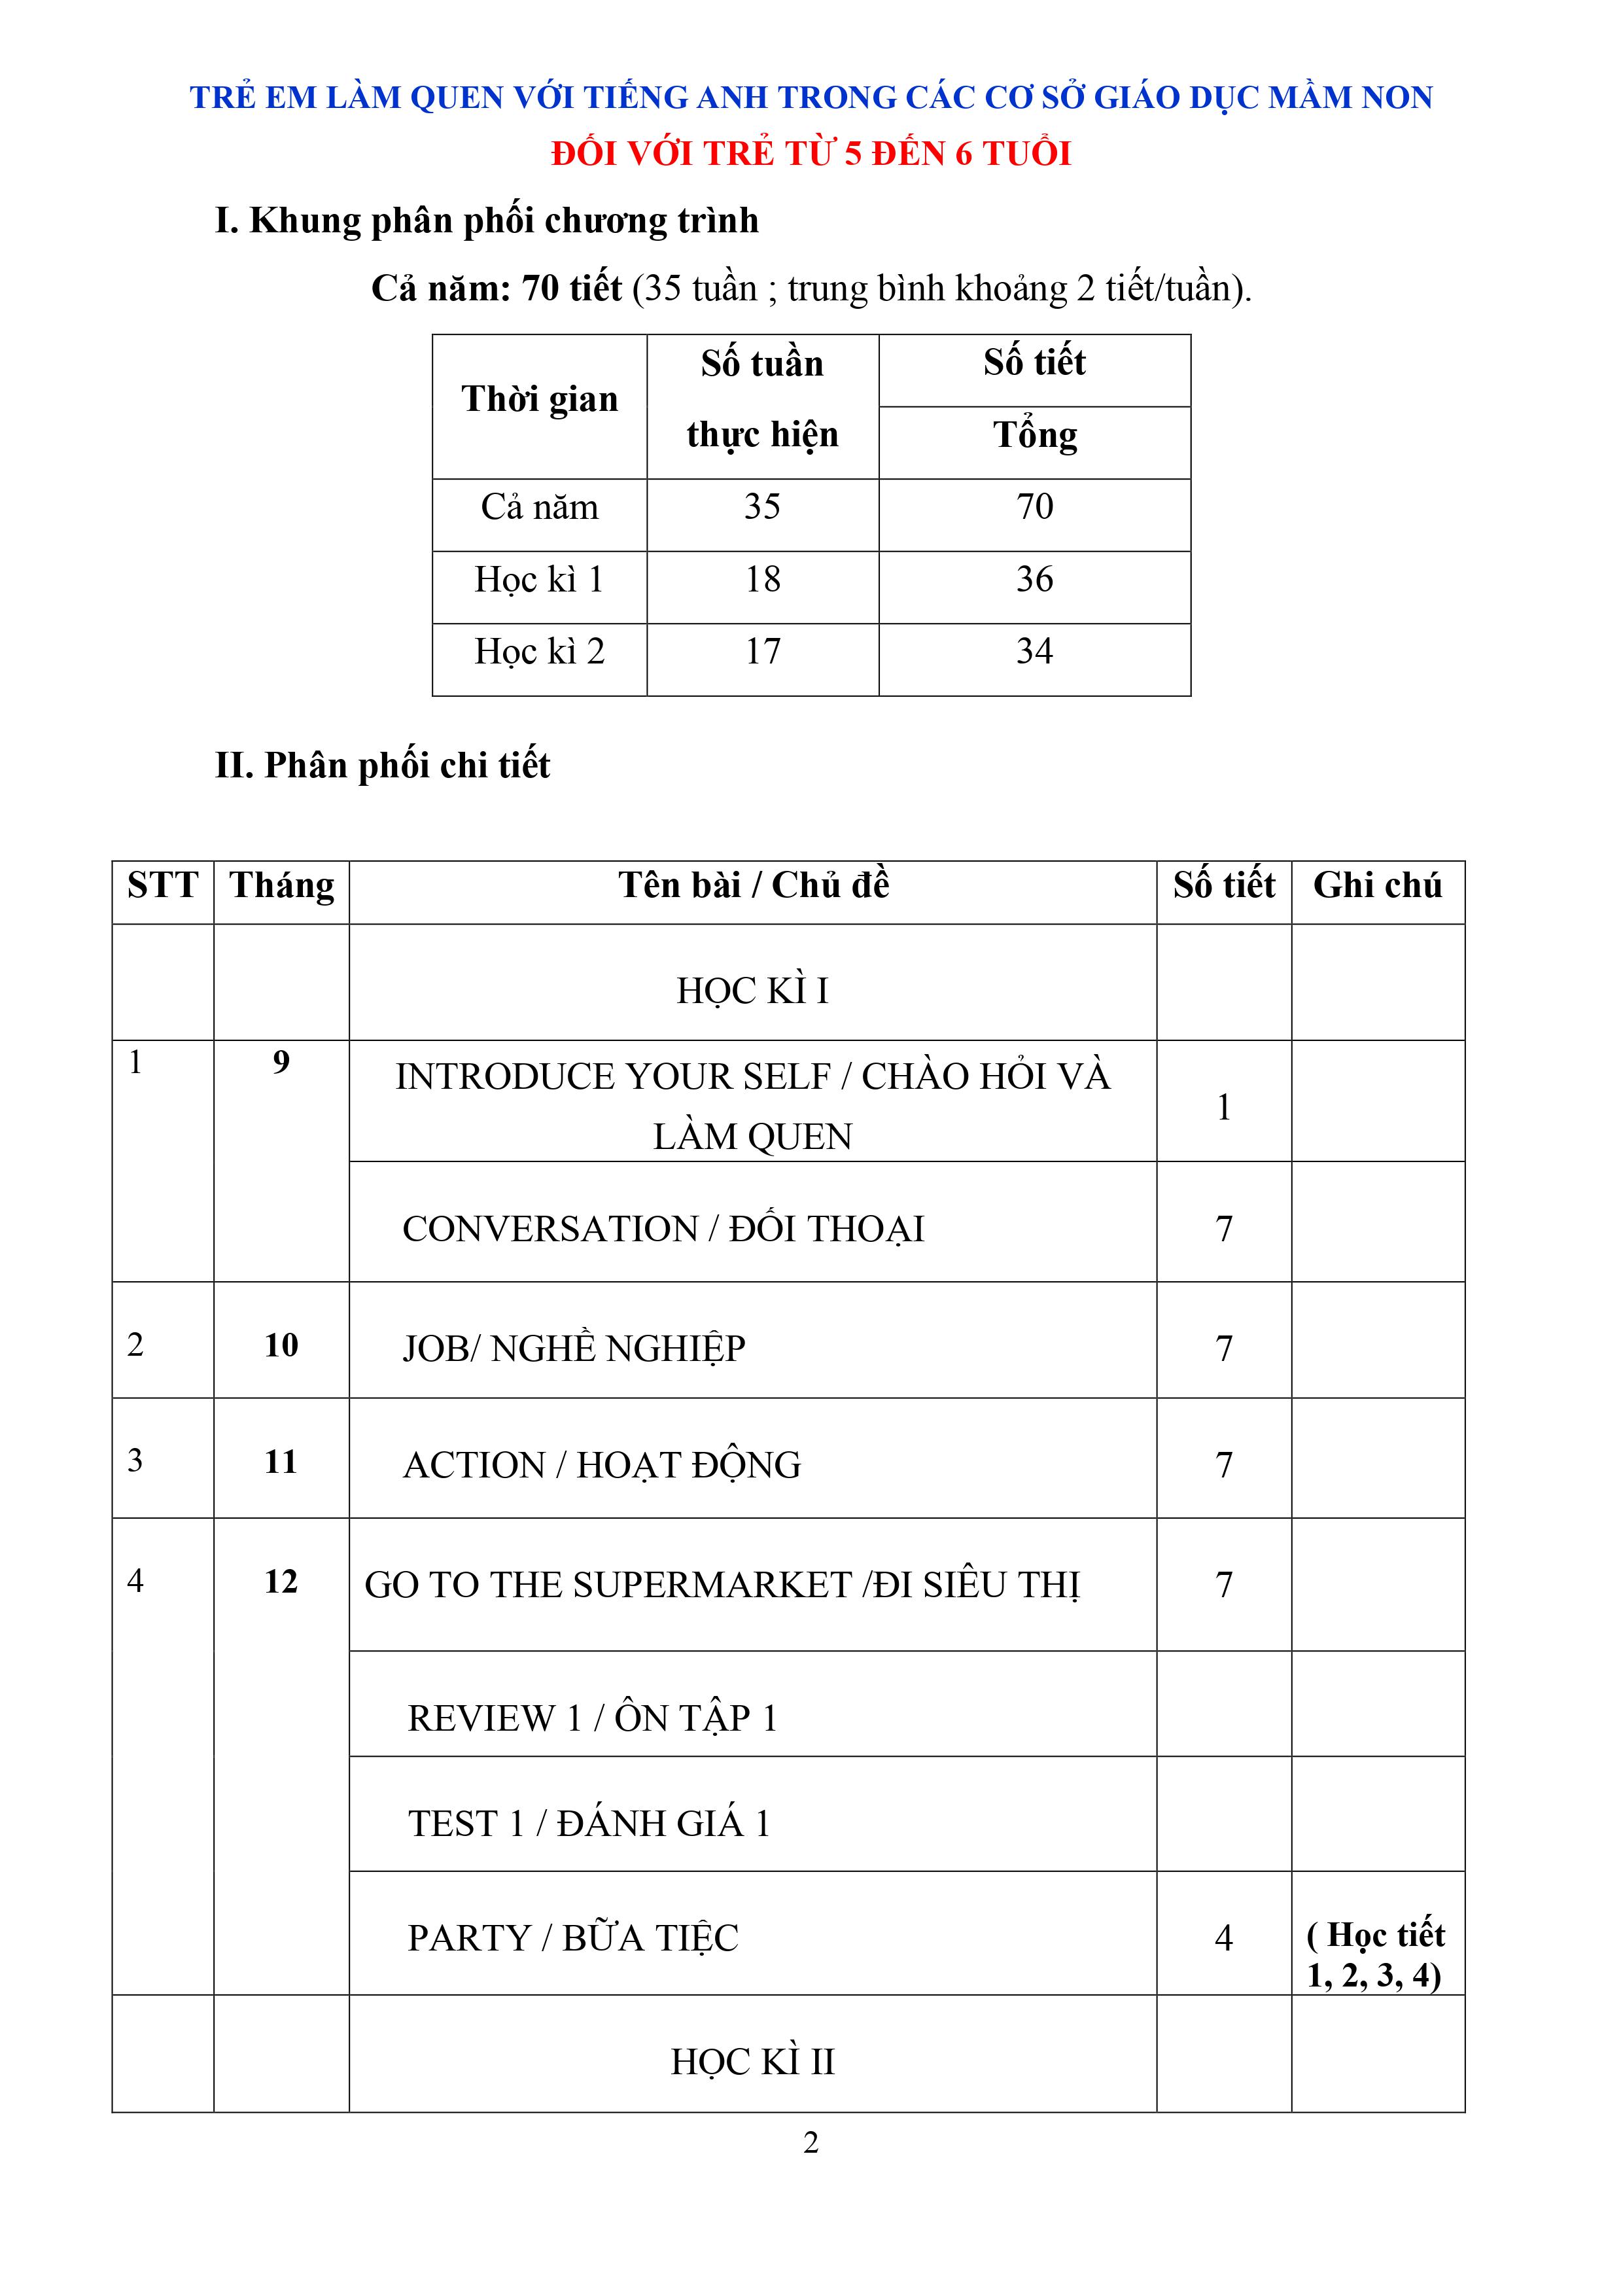 TRẺ EM LÀM QUEN VỚI TIẾNG ANH TRONG CÁC CƠ SỞ GIÁO DỤC MẦM NON
ĐỐI VỚI TRẺ TỪ 5 ĐẾN 6 TUỔI
I. Khung phân phối chương trình
Cả năm: 70 tiết (35 tuần ; trung bình khoảng 2 tiết/tuần).
Thời gian
Số tuần
thực hiện
Số tiết
Tổng
Cả năm 35 70
Học kì 1 18 36
Học kì 2 17 34
II. Phân phối chi tiết
STT Tháng Tên bài / Chủ đề Số tiết Ghi chú
HỌC KÌ I
1 9 INTRODUCE YOUR SELF / CHÀO HỎI VÀ
LÀM QUEN 1
CONVERSATION / ĐỐI THOẠI 7
2 10 JOB/ NGHỀ NGHIỆP 7
3 11 ACTION / HOẠT ĐỘNG 7
4 12 GO TO THE SUPERMARKET /ĐI SIÊU THỊ 7
REVIEW 1 / ÔN TẬP 1
TEST 1 / ĐÁNH GIÁ 1
PARTY / BỮA TIỆC 4 ( Học tiết
1, 2, 3, 4)
HỌC KÌ II
2